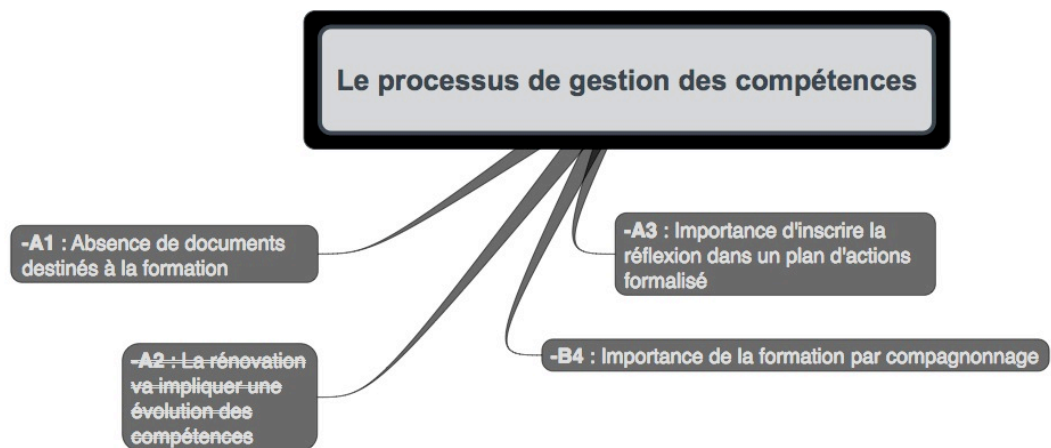 Le processus de gestion des compétences
-A1 : Absence de documents
destinés à la formation
-A3 : Importance d'inscrire la
réflexion dans un plan d'actions
formalisé
-A2 : La rénovation
va impliquer une
évolution des
compétences
-B4 : Importance de la formation par compagnonnage